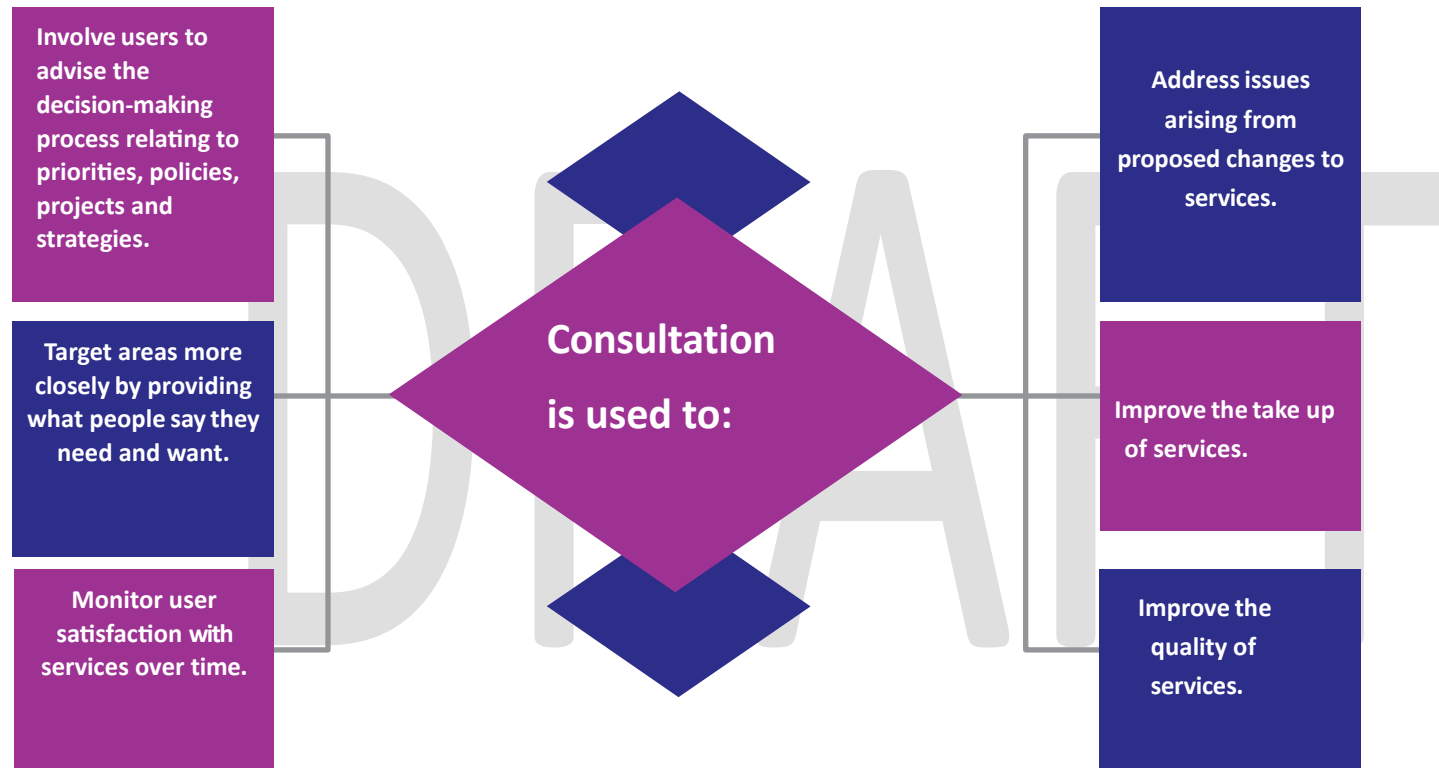 Involve users to
advise the
decision-making
process relating to
priorities, policies,
projects and
strategies.
Target areas more
closely by providing
what people say they
need and want.
Monitor user
satisfaction with
services over time.
Consultation
is used to:
Address issues
arising from
proposed changes to
services.
Improve the take up
of services.
Improve the
quality of
services.
DRAFT